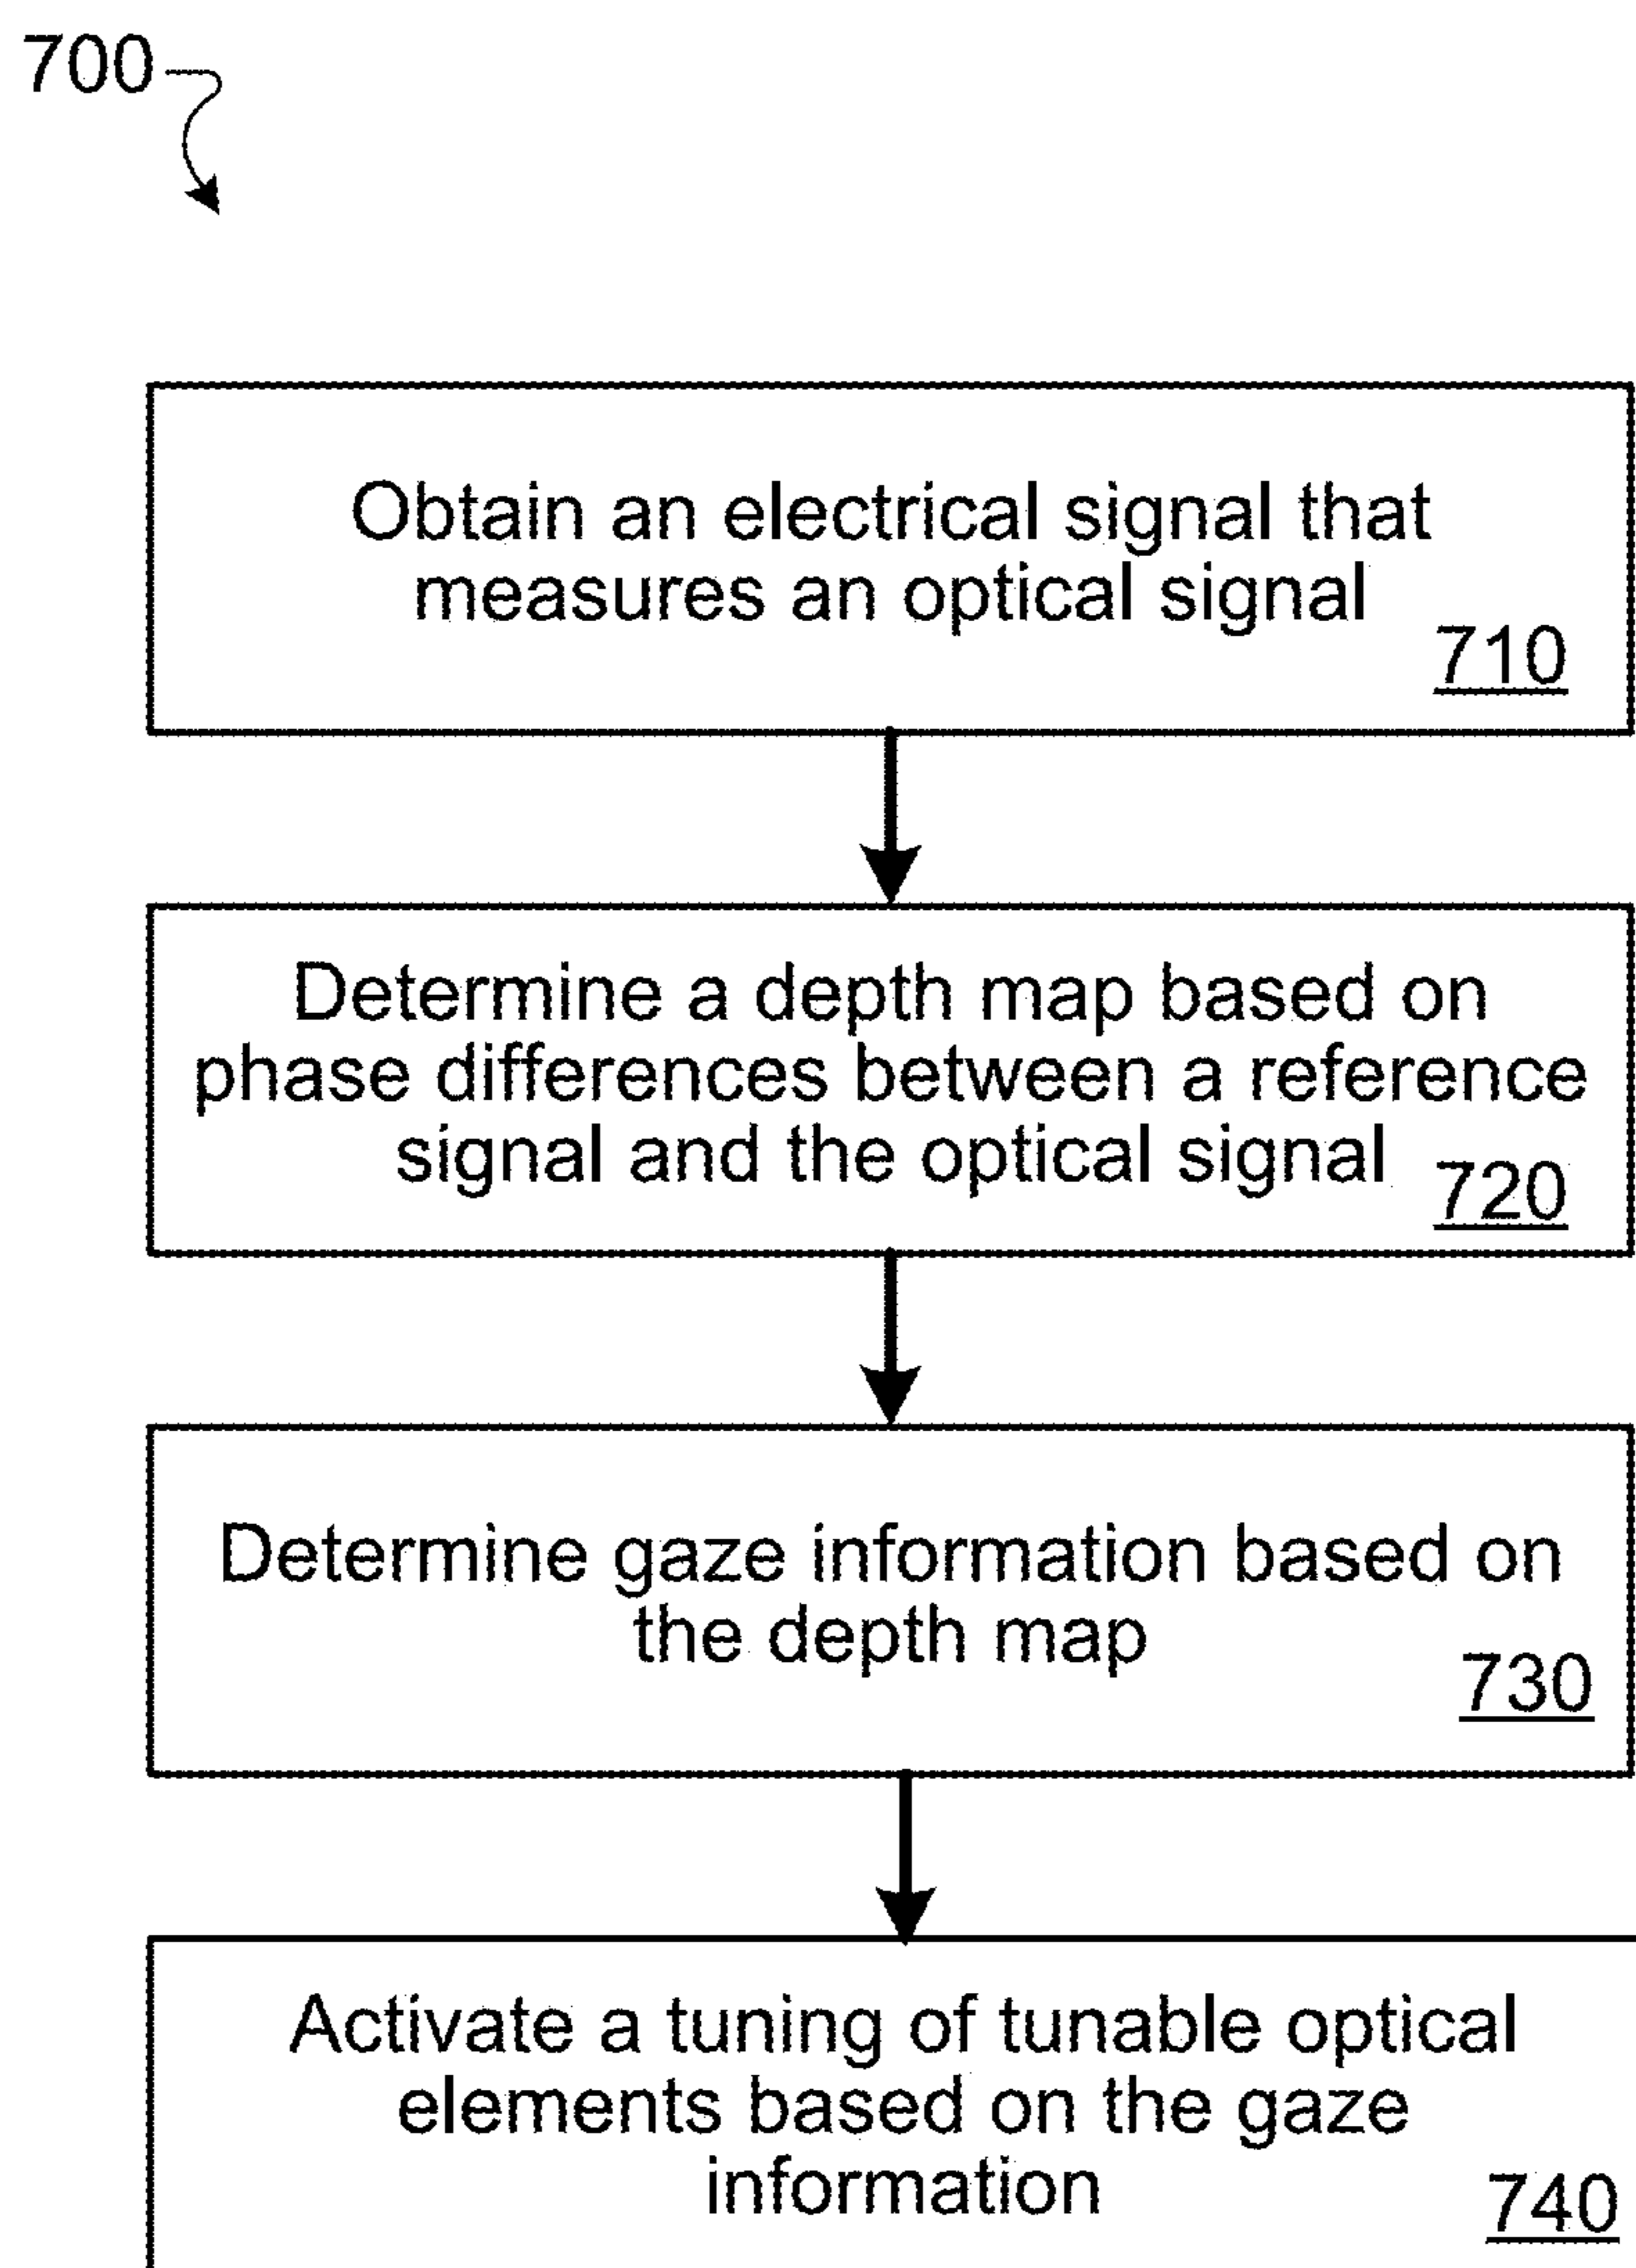 700
Obtain an electrical signal that
measures an optical signal
710
Determine a depth map based on
phase differences between a reference
signal and the optical signal
720
Determine gaze information based on
the depth map
730
Activate a tuning of tunable optical
elements based on the gaze
information
740